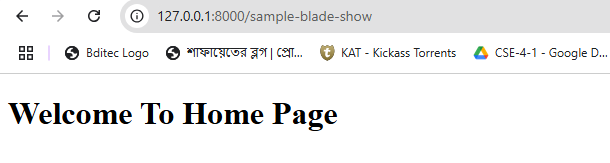 127.0.0.1:8000/sample-blade-show
Bditec Logo শাফায়েতের ব্লগ | প্রো... KAT - Kickass Torrents CSE-4-1 - Google D...
Welcome To Home Page